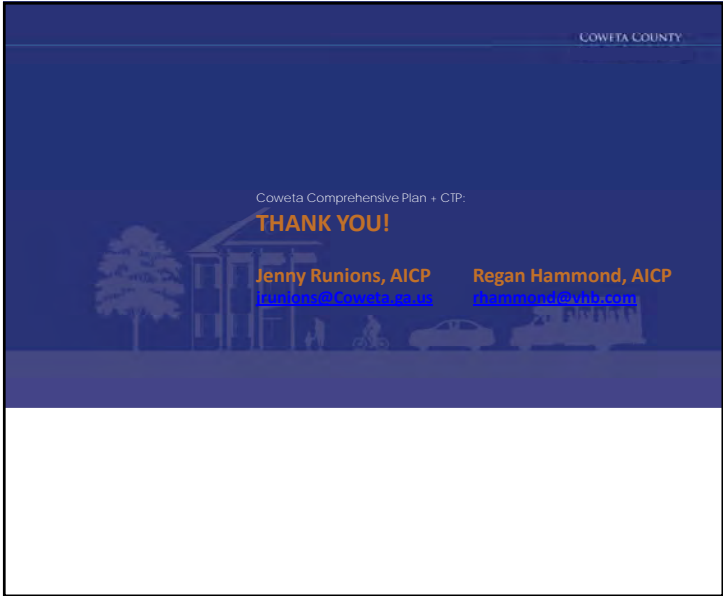 COWETA COUNTY
Coweta Comprehensive Plan + CTP:
THANK YOU!
Jenny Runions, AICP Regan Hammond, AICP
jrunions@Coweta.ga.us rhammond@vhb.com